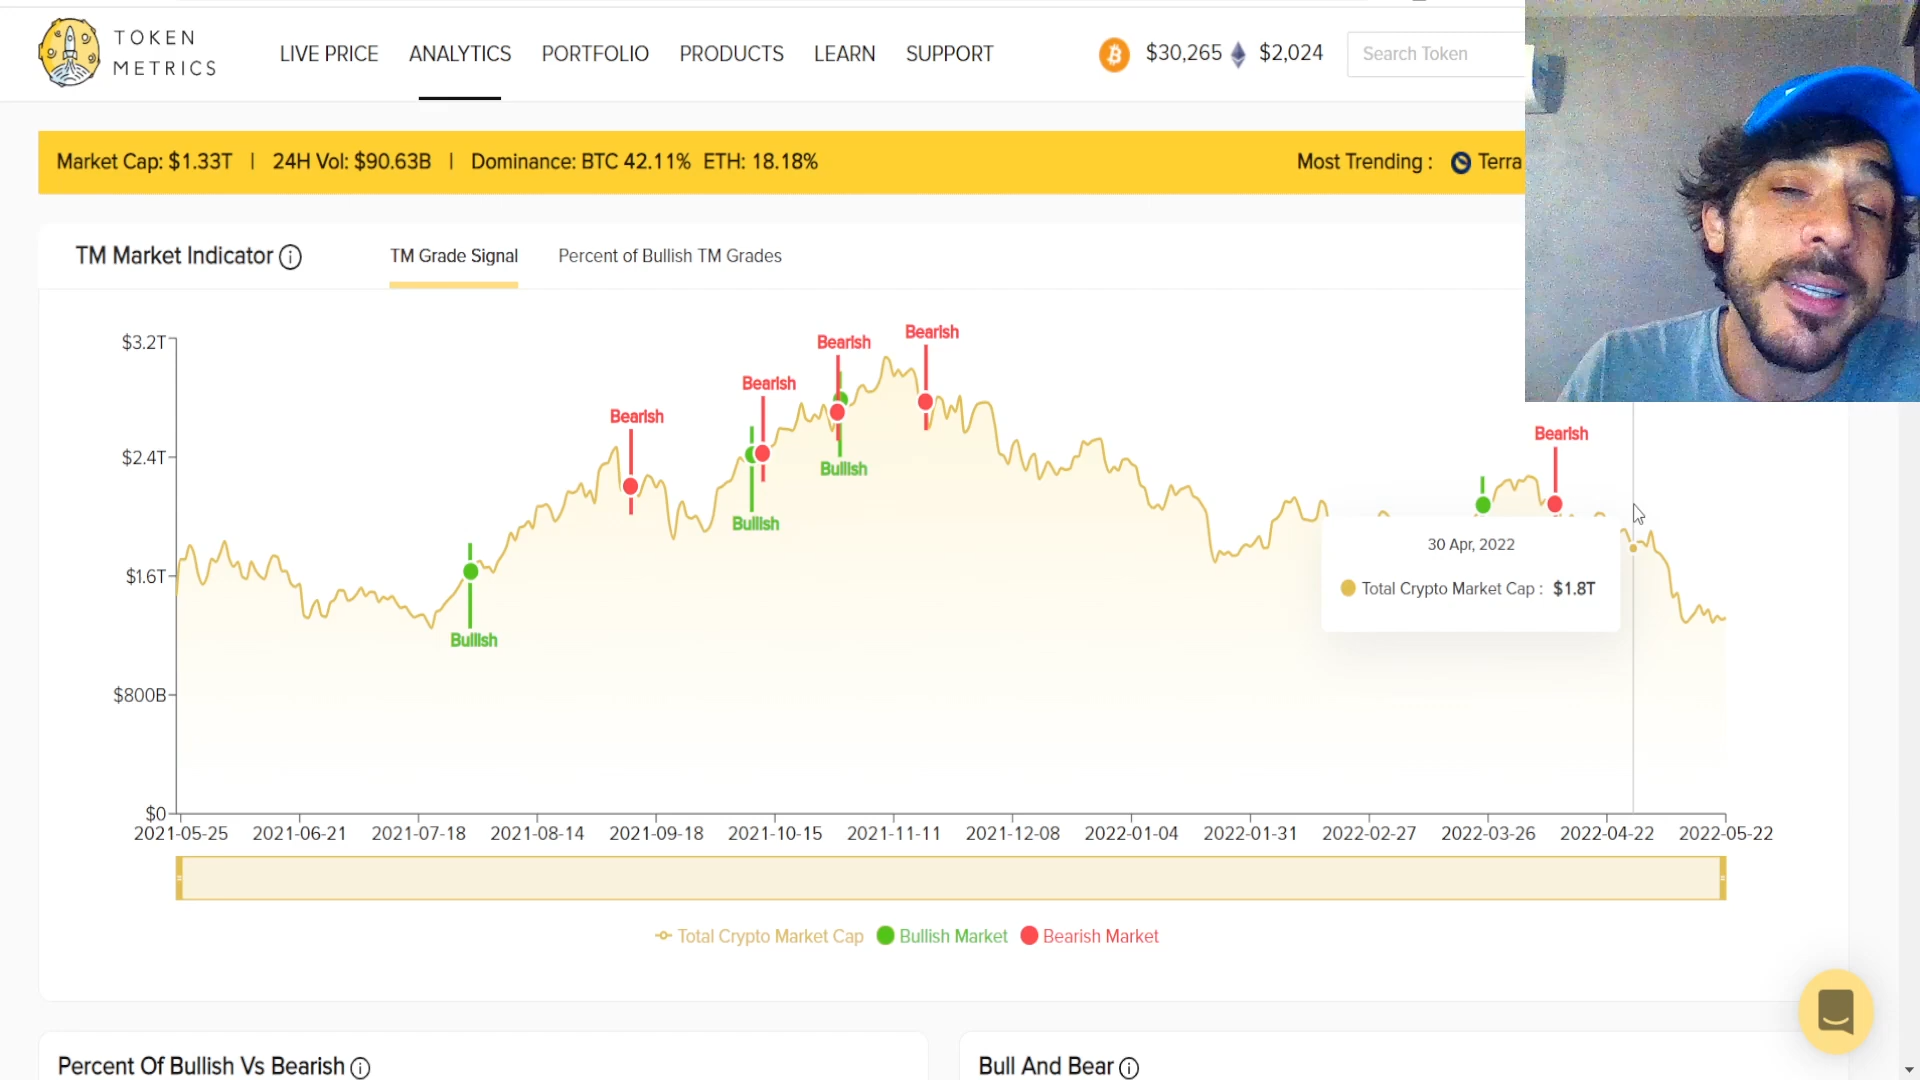 TOKEN
METRICS
LIVE PRICE ANALYTICS PORTFOLIO PRODUCTS LEARN SUPPORT $30,265 $2,024 Search Token
Market Cap: $1.33T | 24H Vol: $90.63B | Dominance: BTC 42.11% ETH: 18.18% Most Trending : Terra
TM Market Indicator TM Grade Signal Percent of Bullish TM Grades
$3.2T
$2.4T
$1.6T
$800B
$0
Bearish
Bearish
Bearish
Bearish
Bearish
Bullish
Bullish
Bullish
30 Apr, 2022
Total Crypto Market Cap : $1.8T
2021-05-25 2021-06-21 2021-07-18 2021-08-14 2021-09-18 2021-10-15 2021-11-11 2021-12-08 2022-01-04 2022-01-31 2022-02-27 2022-03-26 2022-04-22 2022-05-22
Total Crypto Market Cap Bullish Market Bearish Market
Percent Of Bullish Vs Bearish
Bull And Bear